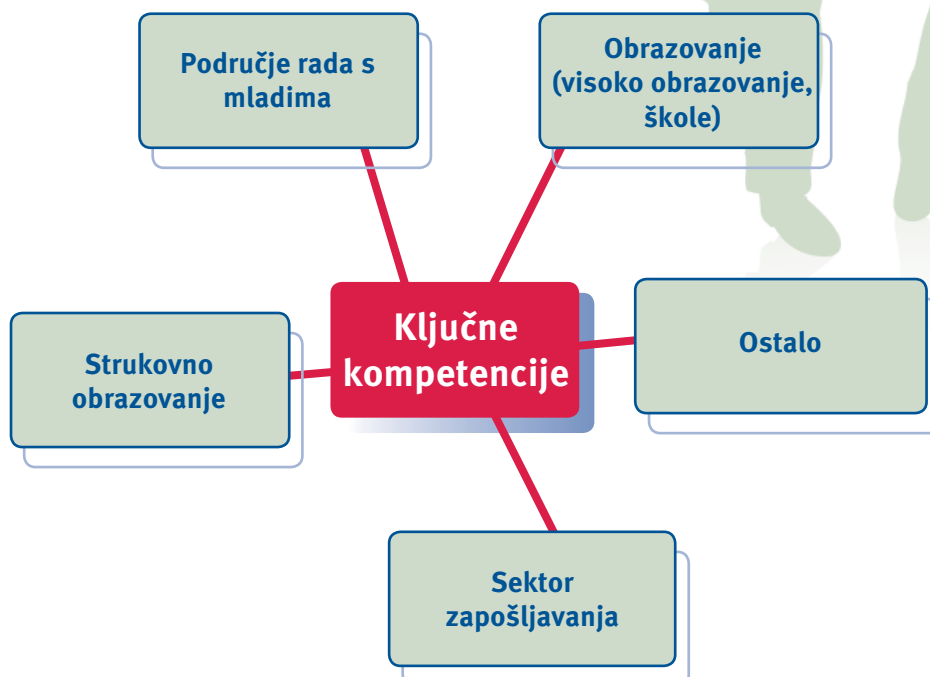 Područje rada s
mladima
Obrazovanje
(visoko obrazovanje,
škole)
Ključne
kompetencije
Ostalo
Strukovno
obrazovanje
Sektor
zapošljavanja